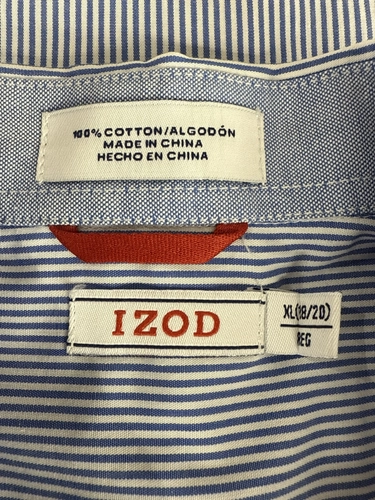 100% COTTON/ALGODÓN
MADE IN CHINA
HECHO EN CHINA
IZOD
XL(18/20)
REG